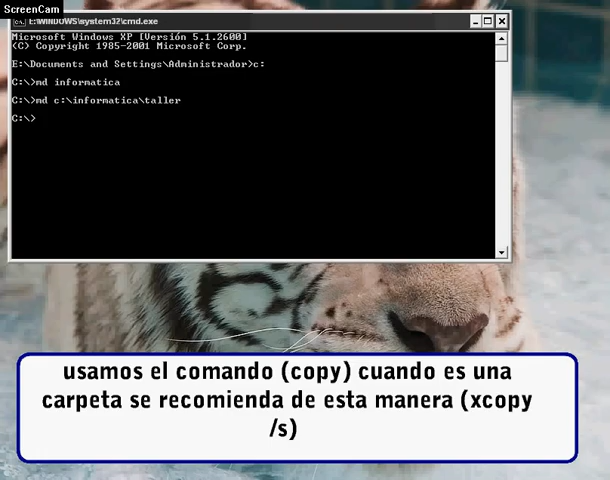 ScreenCam
E:\WINDOWS\system32\cmd.exe
Microsoft Windows XP [Versión 5.1.2600]
(C) Copyright 1985-2001 Microsoft Corp.
E:\Documents and Settings\Administrador>c:
C:\>md informatica
C:\>md c:\informatica\taller
C:\>
usamos el comando (copy) cuando es una
carpeta se recomienda de esta manera (xcopy
/s)